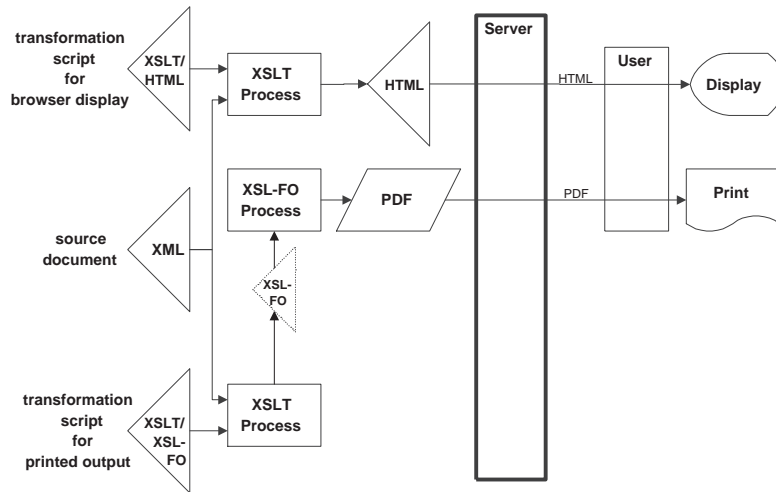 transformation
script
for
browser display
XSLT/
HTML
XSLT
Process
HTML
Server
HTML
User
Display
source
document
XML
XSL-FO
Process
PDF
PDF
Print
XSL-
FO
transformation
script
for
printed output
XSLT/
XSL-
FO
XSLT
Process